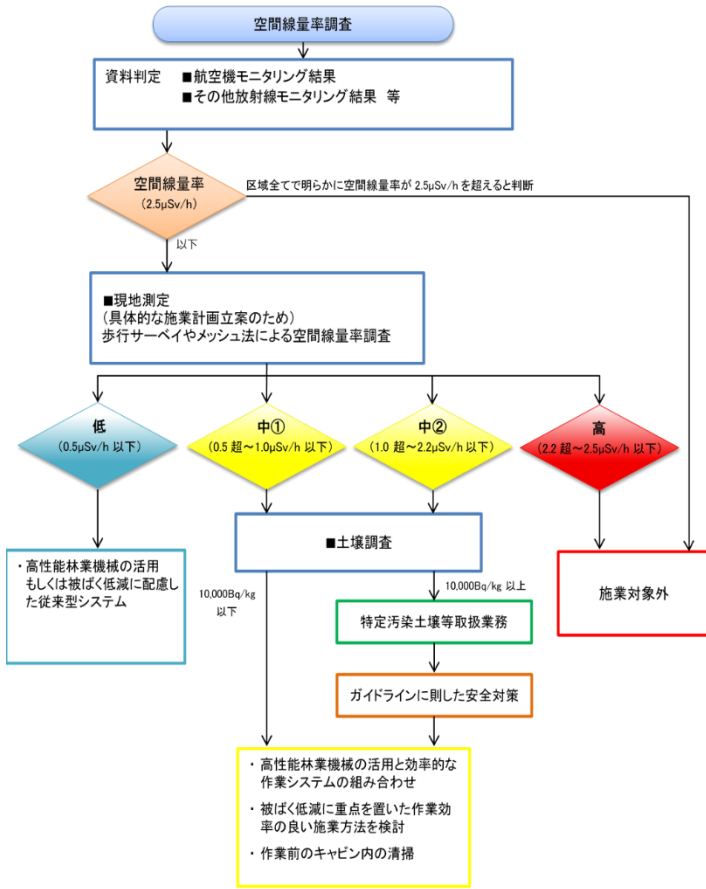 空間線量率調査
資料判定 ■航空機モニタリング結果
■その他放射線モニタリング結果 等
空間線量率
(2.5μSv/h)
区域全てで明らかに空間線量率が 2.5μSv/h を超えると判断
以下
■現地測定
(具体的な施業計画立案のため)
歩行サーベイやメッシュ法による空間線量率調査
低
(0.5μSv/h 以下)
中①
(0.5 超～1.0μSv/h 以下)
中②
(1.0 超～2.2μSv/h 以下)
高
(2.2 超～2.5μSv/h 以下)
■土壌調査
・高性能林業機械の活用
もしくは被ばく低減に配慮し
た従来型システム
10,000Bq/kg
以下
10,000Bq/kg 以上
施業対象外
特定汚染土壌等取扱業務
ガイドラインに則した安全対策
・ 高性能林業機械の活用と効率的な
作業システムの組み合わせ
・ 被ばく低減に重点を置いた作業効
率の良い施業方法を検討
・ 作業前のキャビン内の清掃